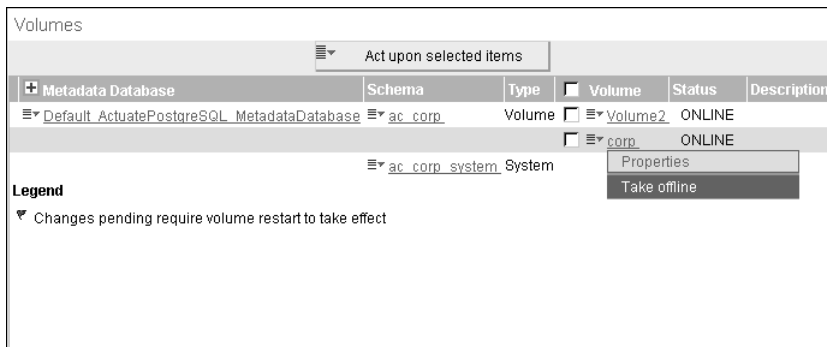 Volumes
Act upon selected items
Metadata Database Schema Type Volume Status Description
Default_ActuatePostgreSQL_MetadataDatabase ac_corp Volume Volume2 ONLINE
corp ONLINE
Properties
ac_corp_system System
Take offline
Legend
Changes pending require volume restart to take effect